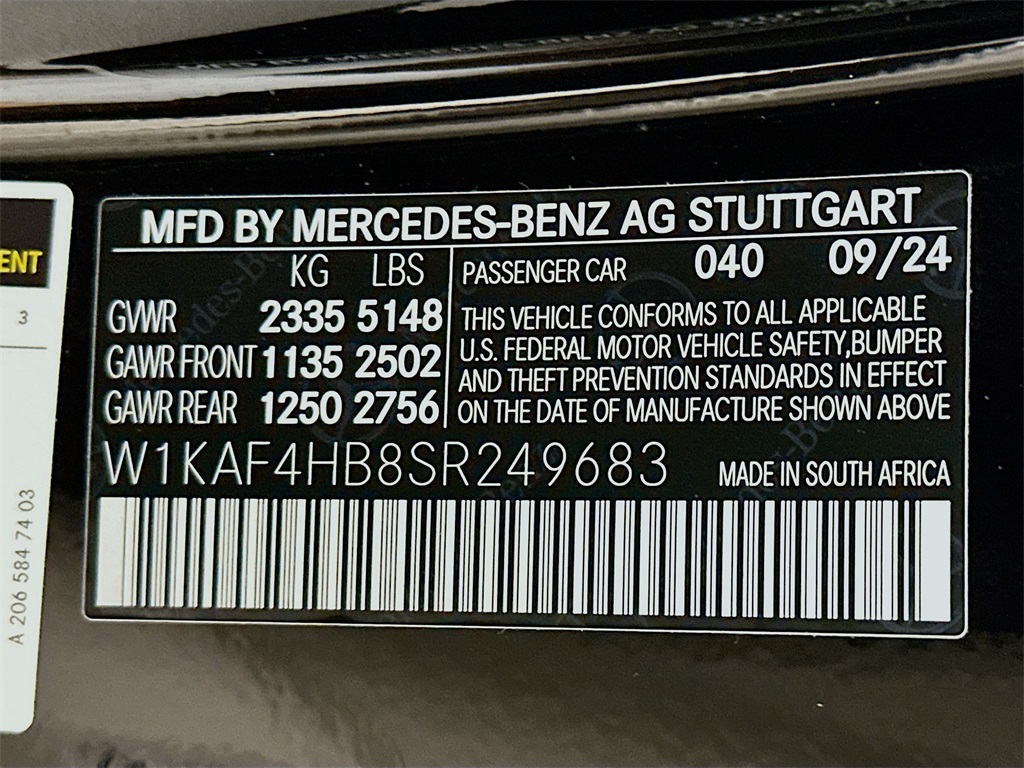 MFD BY MERCEDES-BENZ AG STUTTGART
KG LBS
GVWR 2335 5148
GAWR FRONT 1135 2502
GAWR REAR 1250 2756
PASSENGER CAR 040 09/24
THIS VEHICLE CONFORMS TO ALL APPLICABLE
U.S. FEDERAL MOTOR VEHICLE SAFETY,BUMPER
AND THEFT PREVENTION STANDARDS IN EFFECT
ON THE DATE OF MANUFACTURE SHOWN ABOVE
W1KAF4HB8SR249683 MADE IN SOUTH AFRICA
ENT
3
A 206 584 74 03